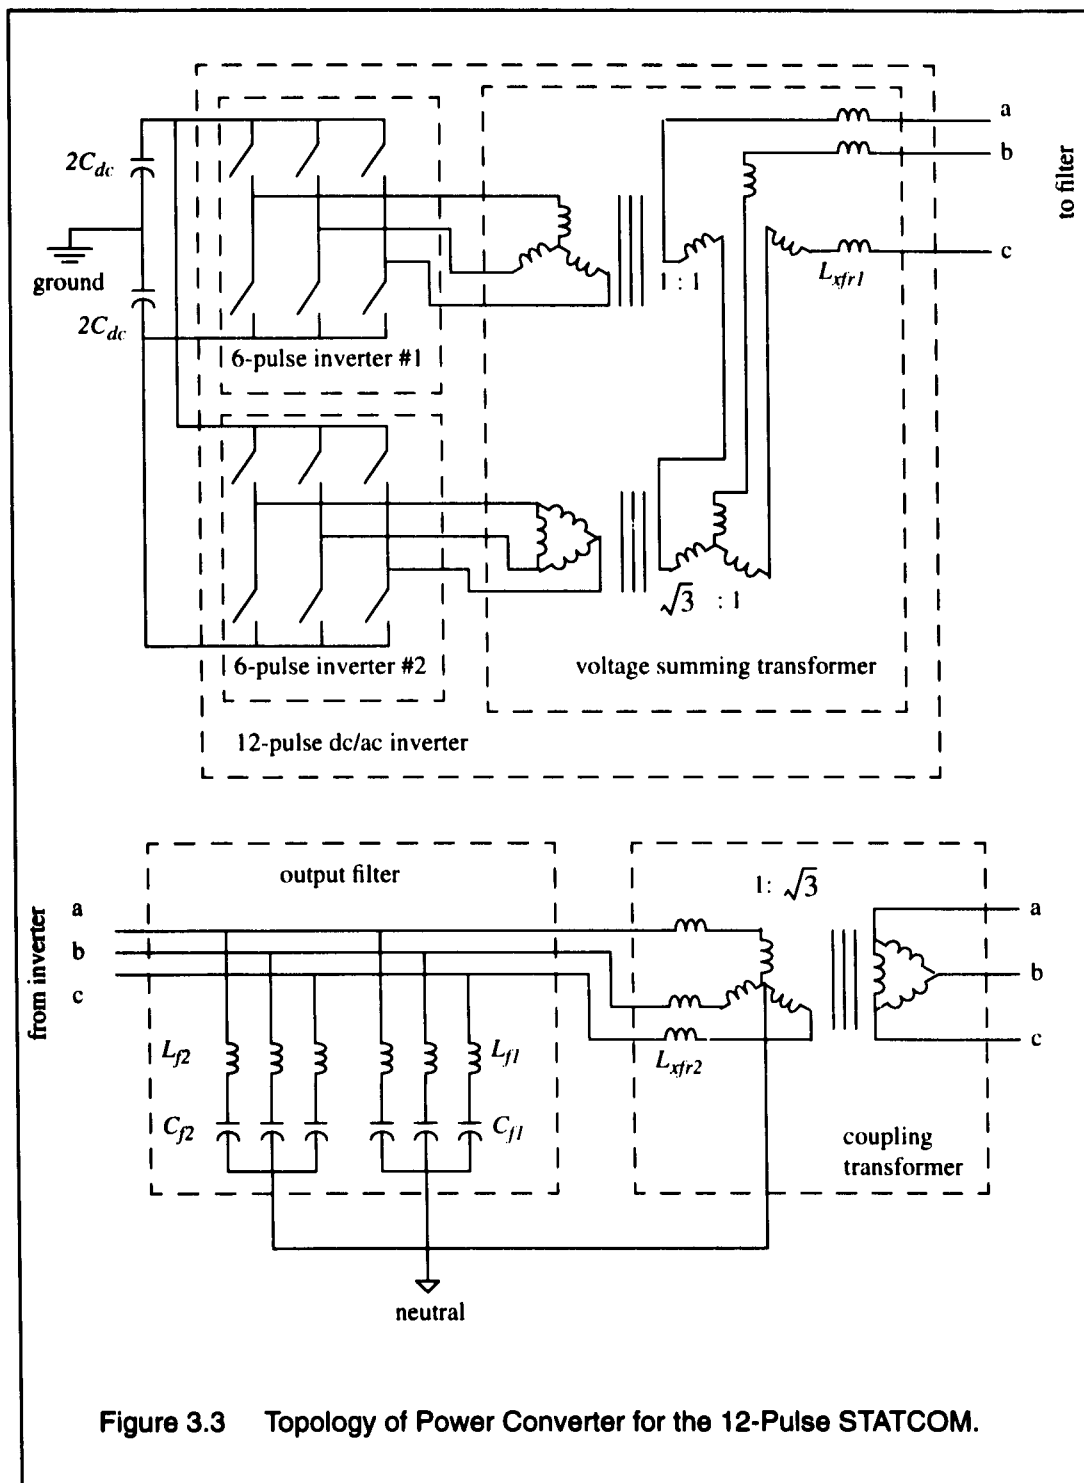 a
2C_dc
b
to filter
ground
1 : 1
L_xfr1
c
2C_dc
6-pulse inverter #1
√3 : 1
6-pulse inverter #2
voltage summing transformer
12-pulse dc/ac inverter
output filter
1: √3
from inverter
a
b
c
a
b
c
L_f2
L_f1
L_xfr2
C_f2
C_f1
coupling
transformer
neutral
Figure 3.3 Topology of Power Converter for the 12-Pulse STATCOM.